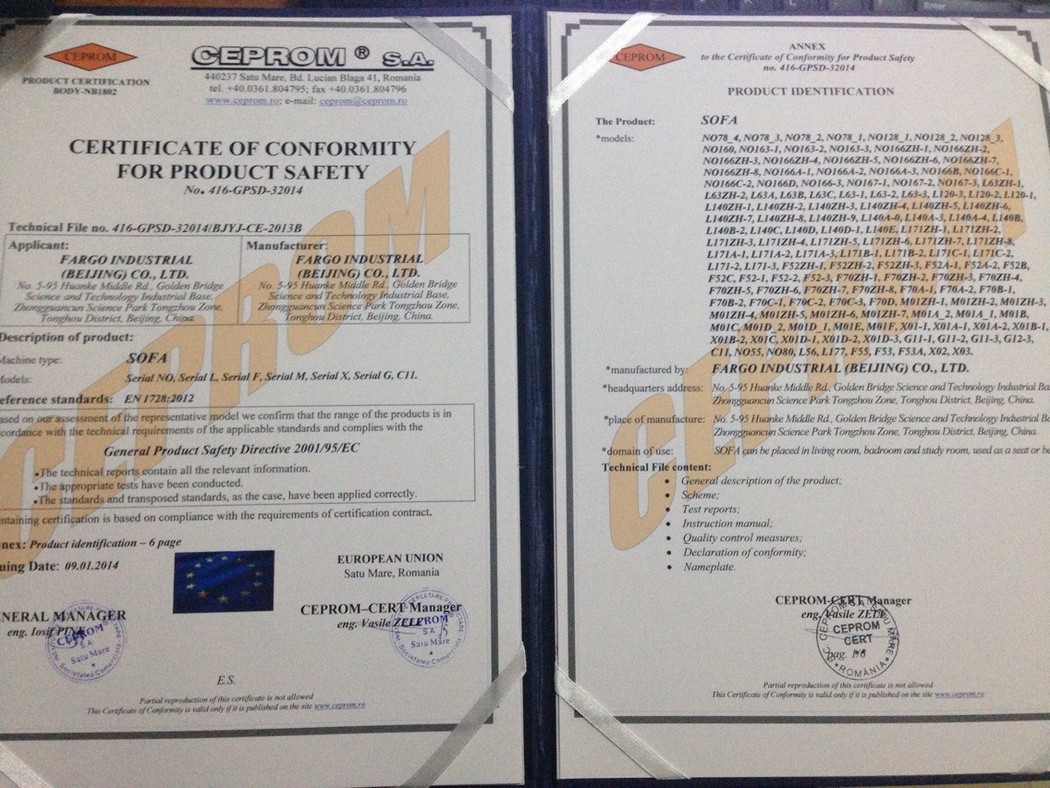 CEPROM
PRODUCT CERTIFICATION
BODY-NB1802
CEPROM ® S.A.
440237 Satu Mare, Bd. Lucian Blaga 41, Romania
tel. +40.0361.804795; fax +40.0361.804796
www.ceprom.ro; e-mail: ceprom@ceprom.ro
CERTIFICATE OF CONFORMITY
FOR PRODUCT SAFETY
No. 416-GPSD-32014
Technical File no. 416-GPSD-32014/BJYJ-CE-2013B
Applicant:
FARGO INDUSTRIAL
(BEIJING) CO., LTD.
No. 5-95 Huanke Middle Rd., Golden Bridge
Science and Technology Industrial Base,
Zhongguancun Science Park Tongzhou Zone,
Tonghou District, Beijing, China.
Manufacturer:
FARGO INDUSTRIAL
(BEIJING) CO., LTD.
No. 5-95 Huanke Middle Rd., Golden Bridge
Science and Technology Industrial Base,
Zhongguancun Science Park Tongzhou Zone,
Tonghou District, Beijing, China.
Description of product:
Machine type: SOFA
Models: Serial NO, Serial L, Serial F, Serial M, Serial X, Serial G, C11.
eference standards: EN 1728:2012
ased on our assessment of the representative model we confirm that the range of the products is in
cordance with the technical requirements of the applicable standards and complies with the
General Product Safety Directive 2001/95/EC
•The technical reports contain all the relevant information.
•The appropriate tests have been conducted.
•The standards and transposed standards, as the case, have been applied correctly.
ntaining certification is based on compliance with the requirements of certification contract.
nex: Product identification – 6 page
uing Date: 09.01.2014
EUROPEAN UNION
Satu Mare, Romania
NERAL MANAGER
eng. Iosif
CEPROM
S.A.
Satu Mare
CEPROM–CERT Manager
eng. Vasile ZELE
CEPROM
S.A.
Satu Mare
E.S.
Partial reproduction of this certificate is not allowed
This Certificate of Conformity is valid only if it is published on the site www.ceprom.ro
CEPROM
CEPROM
ANNEX
to the Certificate of Conformity for Product Safety
no. 416-GPSD-32014
PRODUCT IDENTIFICATION
The Product: SOFA
*models: NO78_4, NO78_3, NO78_2, NO78_1, NO128_1, NO128_2, NO128_3,
NO160, NO163-1, NO163-2, NO163-3, NO166ZH-1, NO166ZH-2,
NO166ZH-3, NO166ZH-4, NO166ZH-5, NO166ZH-6, NO166ZH-7,
NO166ZH-8, NO166A-1, NO166A-2, NO166A-3, NO166B, NO166C-1,
NO166C-2, NO166D, NO166-3, NO167-1, NO167-2, NO167-3, L63ZH-1,
L63ZH-2, L63A, L63B, L63C, L63-1, L63-2, L63-3, L120-3, L120-2, L120-1,
L140ZH-1, L140ZH-2, L140ZH-3, L140ZH-4, L140ZH-5, L140ZH-6,
L140ZH-7, L140ZH-8, L140ZH-9, L140A-0, L140A-3, L140A-4, L140B,
L140B-2, L140C, L140D, L140D-1, L140E, L171ZH-1, L171ZH-2,
L171ZH-3, L171ZH-4, L171ZH-5, L171ZH-6, L171ZH-7, L171ZH-8,
L171A-1, L171A-2, L171A-3, L171B-1, L171B-2, L171C-1, L171C-2,
L171-2, L171-3, F52ZH-1, F52ZH-2, F52ZH-3, F52A-1, F52A-2, F52B,
F52C, F52-1, F52-2, F52-3, F70ZH-1, F70ZH-2, F70ZH-3, F70ZH-4,
F70ZH-5, F70ZH-6, F70ZH-7, F70ZH-8, F70A-1, F70A-2, F70B-1,
F70B-2, F70C-1, F70C-2, F70C-3, F70D, M01ZH-1, M01ZH-2, M01ZH-3,
M01ZH-4, M01ZH-5, M01ZH-6, M01ZH-7, M01A_2, M01A_1, M01B,
M01C, M01D_2, M01D_1, M01E, M01F, X01-1, X01A-1, X01A-2, X01B-1,
X01B-2, X01C, X01D-1, X01D-2, X01D-3, G11-1, G11-2, G11-3, G12-3,
C11, NO55, NO80, L56, L177, F55, F53, F53A, X02, X03.
*manufactured by: FARGO INDUSTRIAL (BEIJING) CO., LTD.
*headquarters address: No. 5-95 Huanke Middle Rd., Golden Bridge Science and Technology Industrial Ba
Zhongguancun Science Park Tongzhou Zone, Tonghou District, Beijing, China.
*place of manufacture: No. 5-95 Huanke Middle Rd., Golden Bridge Science and Technology Industrial Ba
Zhongguancun Science Park Tongzhou Zone, Tonghou District, Beijing, China.
*domain of use: SOFA can be placed in living room, badroom and study room, used as a seat or be
Technical File content:
• General description of the product;
• Scheme;
• Test reports;
• Instruction manual;
• Quality control measures;
• Declaration of conformity;
• Nameplate.
CEPROM-CERT Manager
eng. Vasile ZELE
CEPROM
CERT
ROMÂNIA
Partial reproduction of this certificate is not allowed
This Certificate of Conformity is valid only if it is published on the site www.ceprom.ro